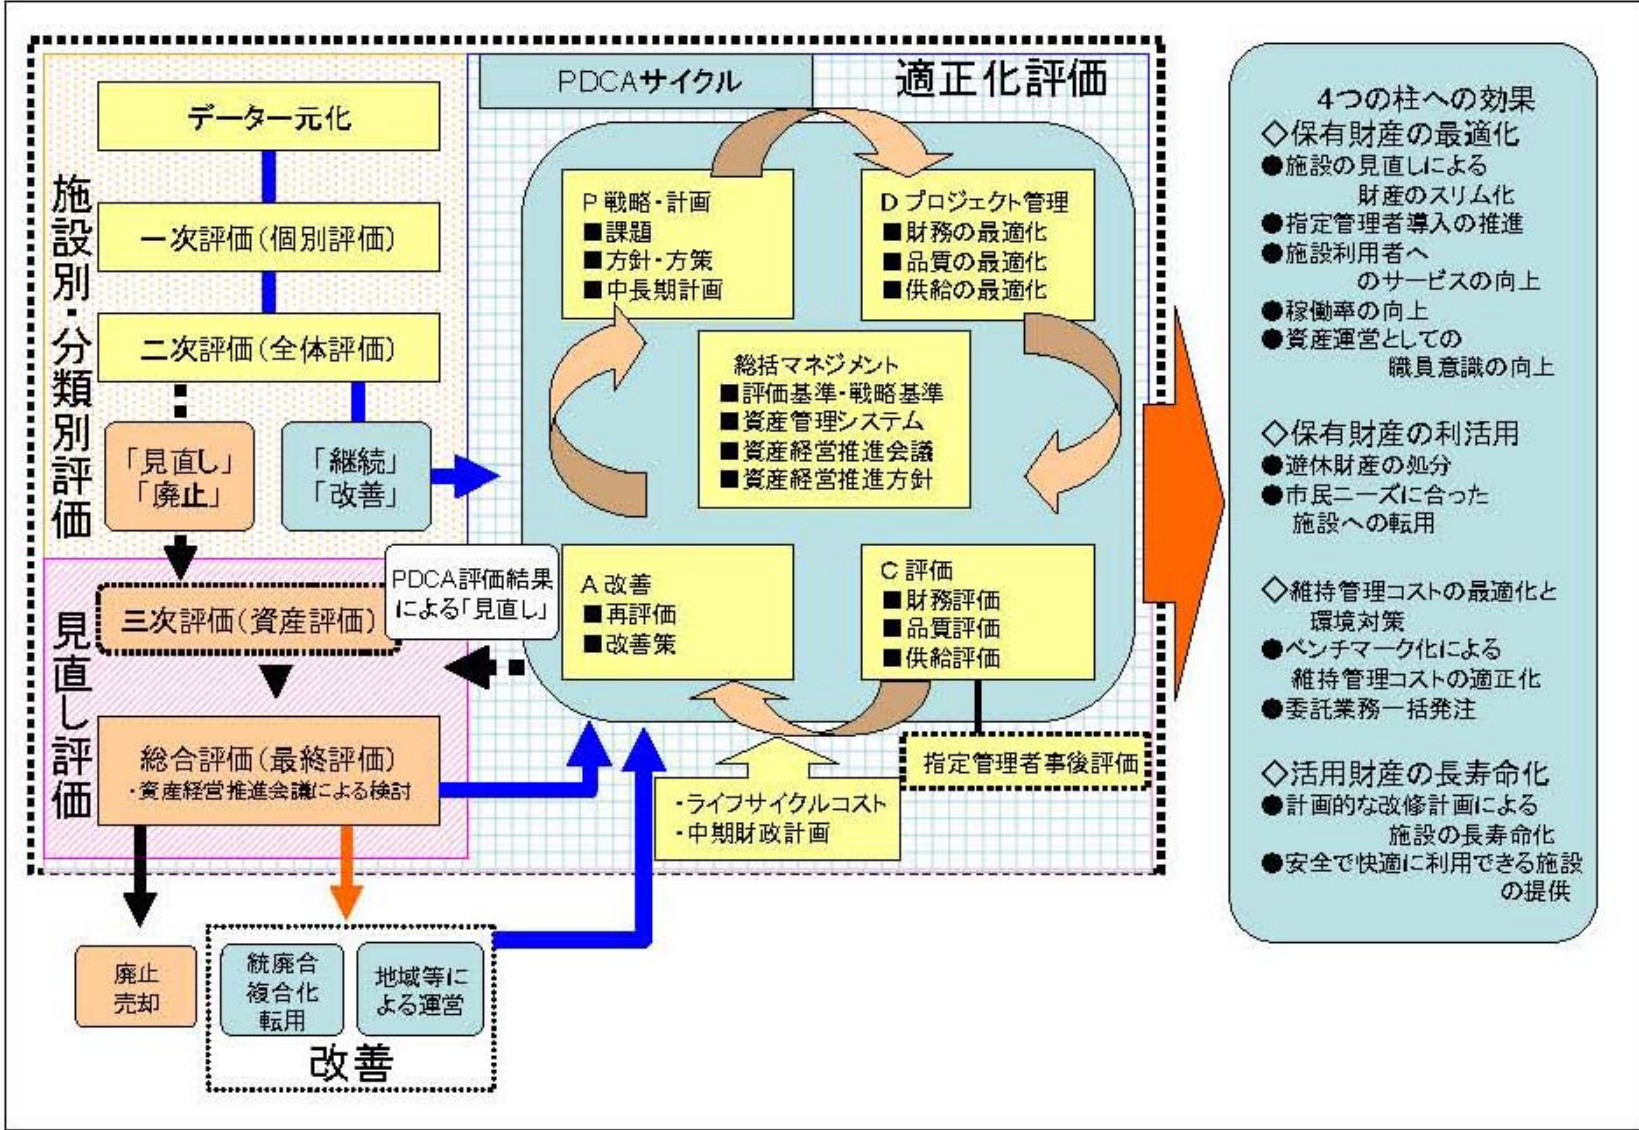 施設別・分類別評価
データー元化
一次評価(個別評価)
二次評価(全体評価)
「見直し」
「廃止」
「継続」
「改善」
見直し評価
三次評価(資産評価)
PDCA評価結果
による「見直し」
総合評価(最終評価)
・資産経営推進会議による検討
廃止
売却
統廃合
複合化
転用
地域等に
よる運営
改善
PDCAサイクル
適正化評価
P 戦略・計画
■課題
■方針・方策
■中長期計画
D プロジェクト管理
■財務の最適化
■品質の最適化
■供給の最適化
総括マネジメント
■評価基準・戦略基準
■資産管理システム
■資産経営推進会議
■資産経営推進方針
A 改善
■再評価
■改善策
C 評価
■財務評価
■品質評価
■供給評価
指定管理者事後評価
・ライフサイクルコスト
・中期財政計画
4つの柱への効果
◇保有財産の最適化
●施設の見直しによる
財産のスリム化
●指定管理者導入の推進
●施設利用者へ
のサービスの向上
●稼働率の向上
●資産運営としての
職員意識の向上
◇保有財産の利活用
●遊休財産の処分
●市民ニーズに合った
施設への転用
◇維持管理コストの最適化と
環境対策
●ベンチマーク化による
維持管理コストの適正化
●委託業務一括発注
◇活用財産の長寿命化
●計画的な改修計画による
施設の長寿命化
●安全で快適に利用できる施設
の提供